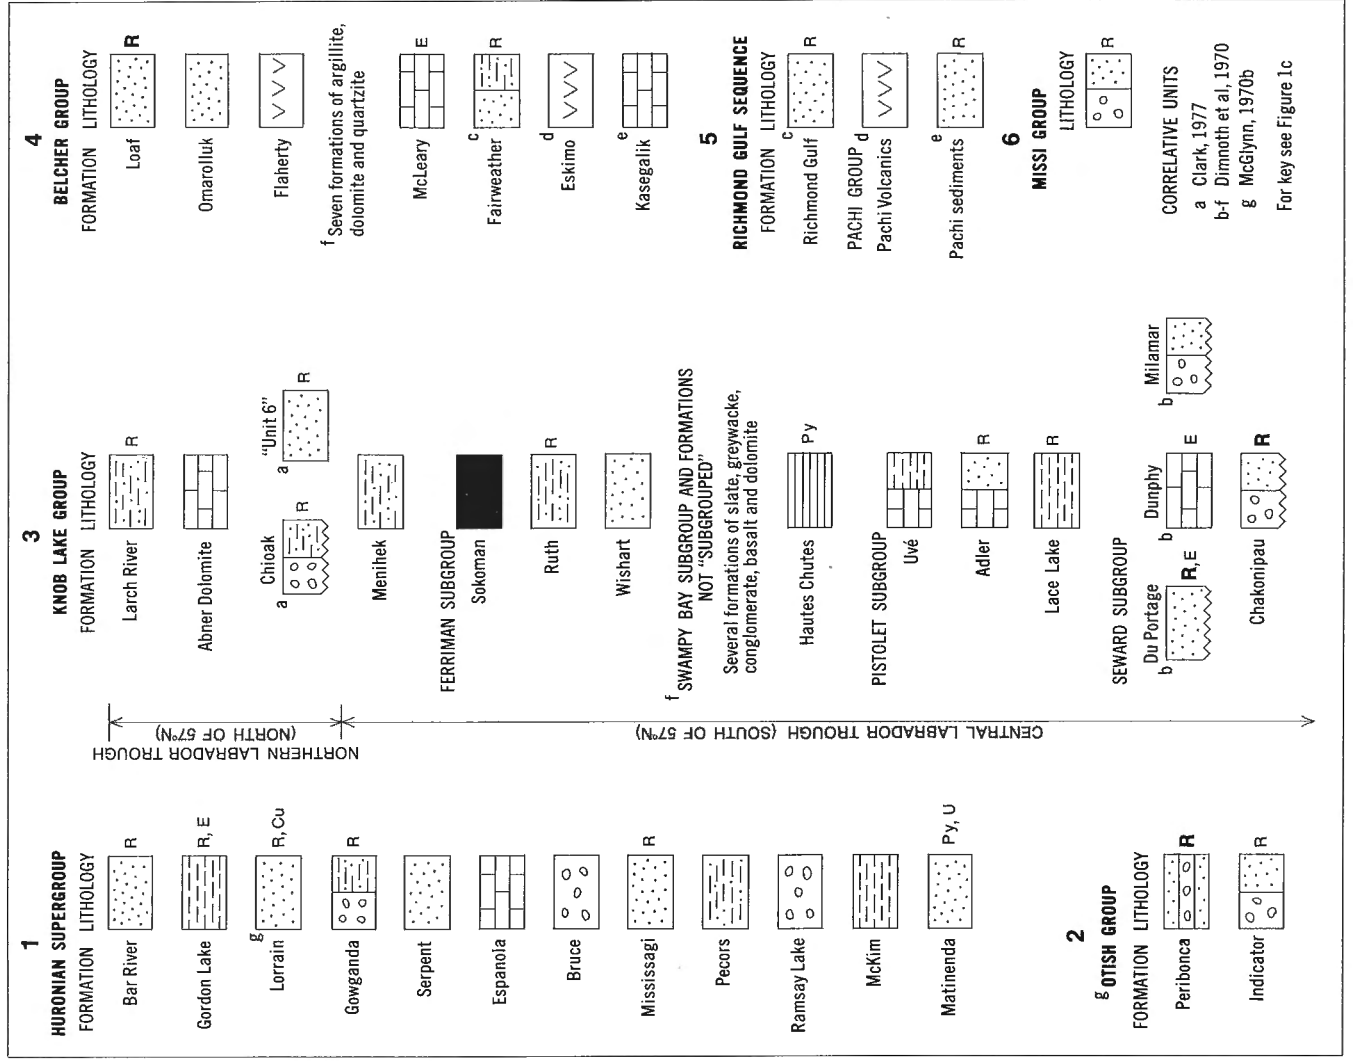 1
HURONIAN SUPERGROUP
FORMATION LITHOLOGY
Bar River R
Gordon Lake R, E
g Lorrain R, Cu
Gowganda R
Serpent
Espanola
Bruce
Mississagi R
Pecors
Ramsay Lake
McKim
Matinenda Py, U
2
g OTISH GROUP
FORMATION LITHOLOGY
Peribonca R
Indicator R
NORTHERN LABRADOR TROUGH
(NORTH OF 57°N)
CENTRAL LABRADOR TROUGH (SOUTH OF 57°N)
3
KNOB LAKE GROUP
FORMATION LITHOLOGY
Larch River R
Abner Dolomite
a Chioak
a "Unit 6" R
Menihek
FERRIMAN SUBGROUP
Sokoman
Ruth R
Wishart
f SWAMPY BAY SUBGROUP AND FORMATIONS
NOT "SUBGROUPED"
Several formations of slate, greywacke,
conglomerate, basalt and dolomite
Hautes Chutes Py
PISTOLET SUBGROUP
Uvé
Adler R
Lace Lake R
SEWARD SUBGROUP
b Du Portage R, E
b Dunphy E
b Milamar
Chakonipau R
4
BELCHER GROUP
FORMATION LITHOLOGY
Loaf R
Omarolluk
Flaherty
f Seven formations of argillite,
dolomite and quartzite
McLeary E
Fairweather c R
Eskimo d
Kasegalik e
5
RICHMOND GULF SEQUENCE
FORMATION LITHOLOGY
Richmond Gulf c R
PACHI GROUP
Pachi Volcanics d
Pachi sediments e R
6
MISSI GROUP
LITHOLOGY
R
CORRELATIVE UNITS
a Clark, 1977
b-f Dimnoth et al, 1970
g McGlynn, 1970b
For key see Figure 1c